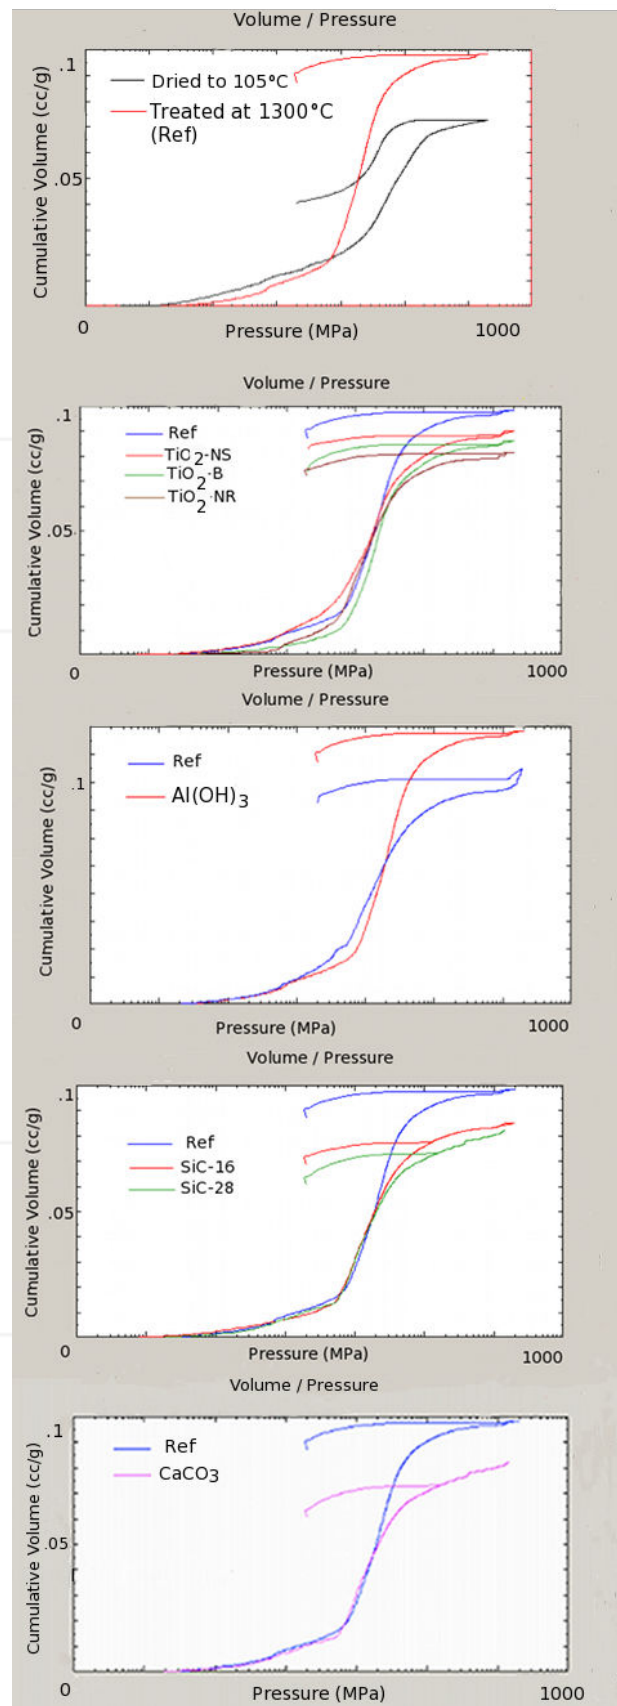 Volume / Pressure
Cumulative Volume (cc/g)
.1
.05
Dried to 105°C
Treated at 1300°C
(Ref)
0
Pressure (MPa)
1000
Volume / Pressure
Cumulative Volume (cc/g)
.1
.05
Ref
TiO2-NS
TiO2-B
TiO2-NR
0
Pressure (MPa)
1000
Volume / Pressure
Cumulative Volume (cc/g)
.1
Ref
Al(OH)3
0
Pressure (MPa)
1000
Volume / Pressure
Cumulative Volume (cc/g)
.1
.05
Ref
SiC-16
SiC-28
0
Pressure (MPa)
1000
Volume / Pressure
Cumulative Volume (cc/g)
.1
.05
Ref
CaCO3
0
Pressure (MPa)
1000